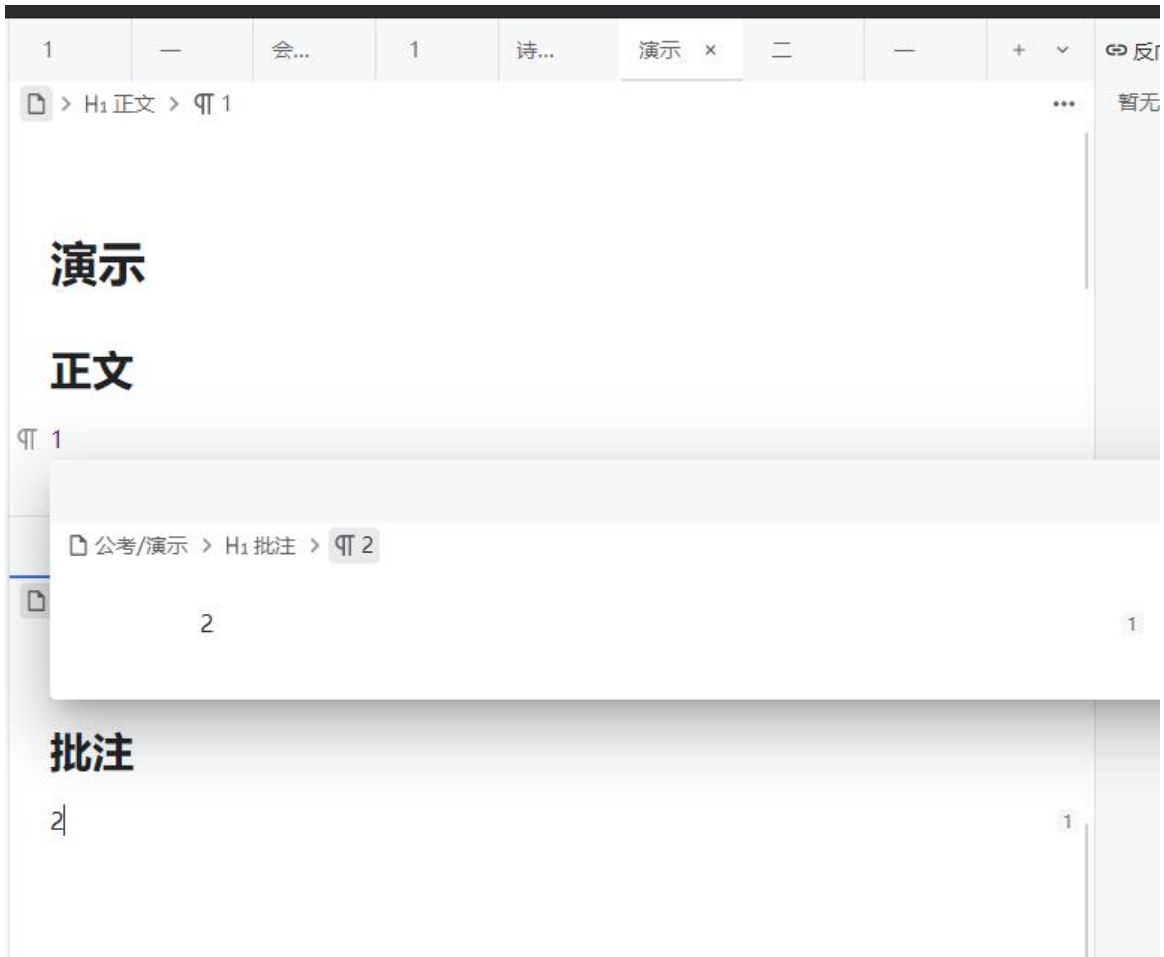 1 — 会... 1 诗... 演示 × 二 — + 反
> H1 正文 > 1 ••• 暂无
演示
正文
1
公考/演示 > H1 批注 > 2
2 1
批注
2 1